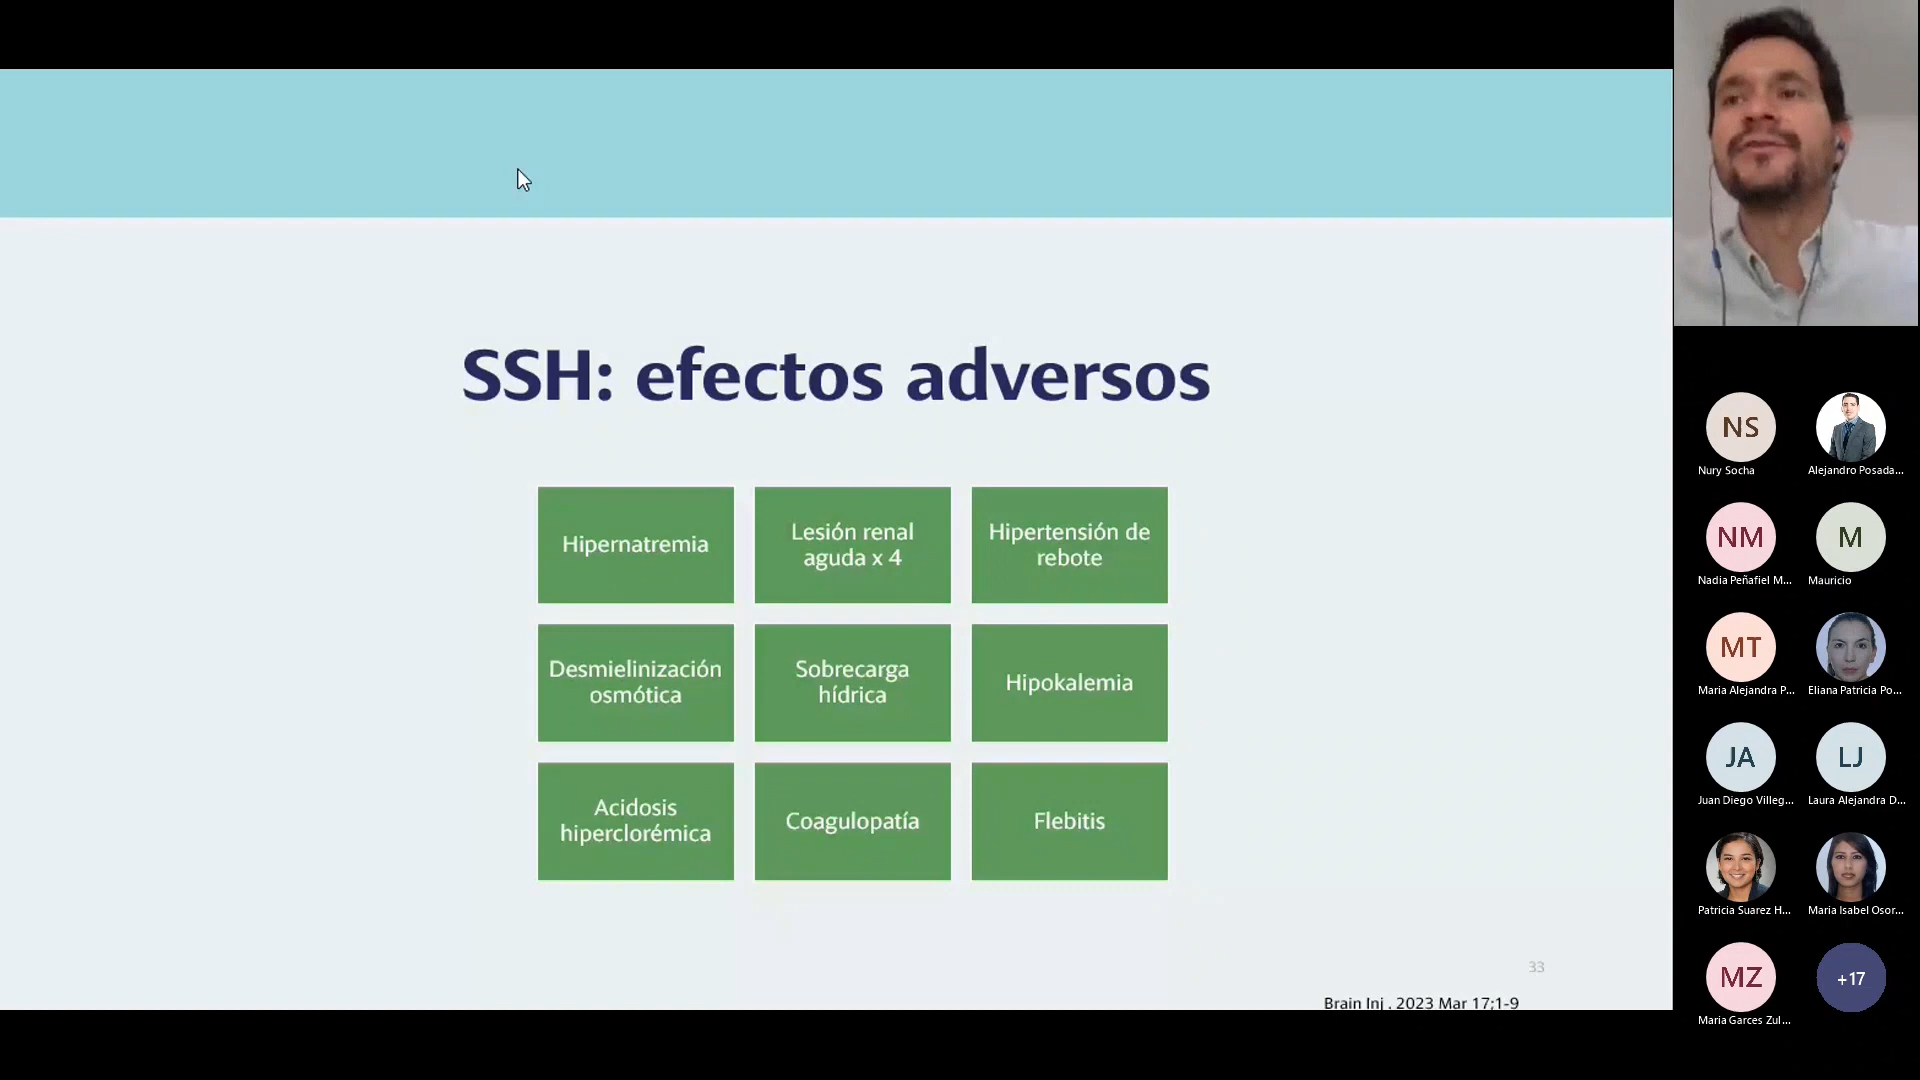 SSH: efectos adversos
Hipernatremia
Lesión renal
aguda x 4
Hipertensión de
rebote
Desmielinización
osmótica
Sobrecarga
hídrica
Hipokalemia
Acidosis
hiperclorémica
Coagulopatía
Flebitis
33
Brain Inj . 2023 Mar 17;1-9
NS
Nury Socha
Alejandro Posada...
NM
Nadia Peñafiel M...
M
Mauricio
MT
Maria Alejandra P...
Eliana Patricia Po...
JA
Juan Diego Villeg...
LJ
Laura Alejandra D...
Patricia Suarez H...
Maria Isabel Osor...
MZ
Maria Garces Zul...
+17